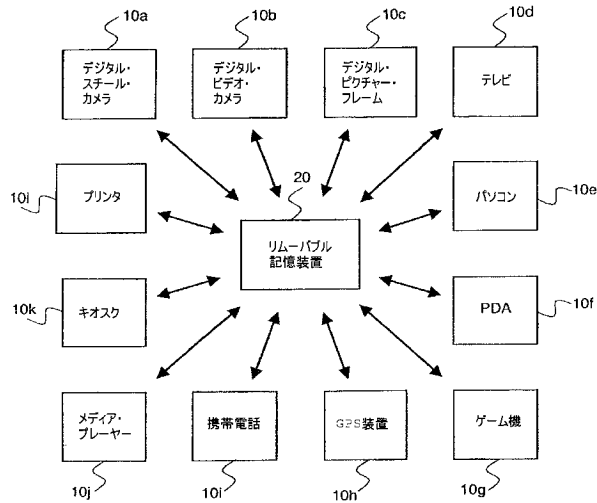 10a
10b
10c
10d
デジタル・
スチール・
カメラ
デジタル・
ビデオ・
カメラ
デジタル・
ピクチャー・
フレーム
テレビ
10l
プリンタ
20
リムーバブル
記憶装置
パソコン
10e
10k
キオスク
PDA
10f
メディア・
プレーヤー
携帯電話
GPS装置
ゲーム機
10j
10i
10h
10g